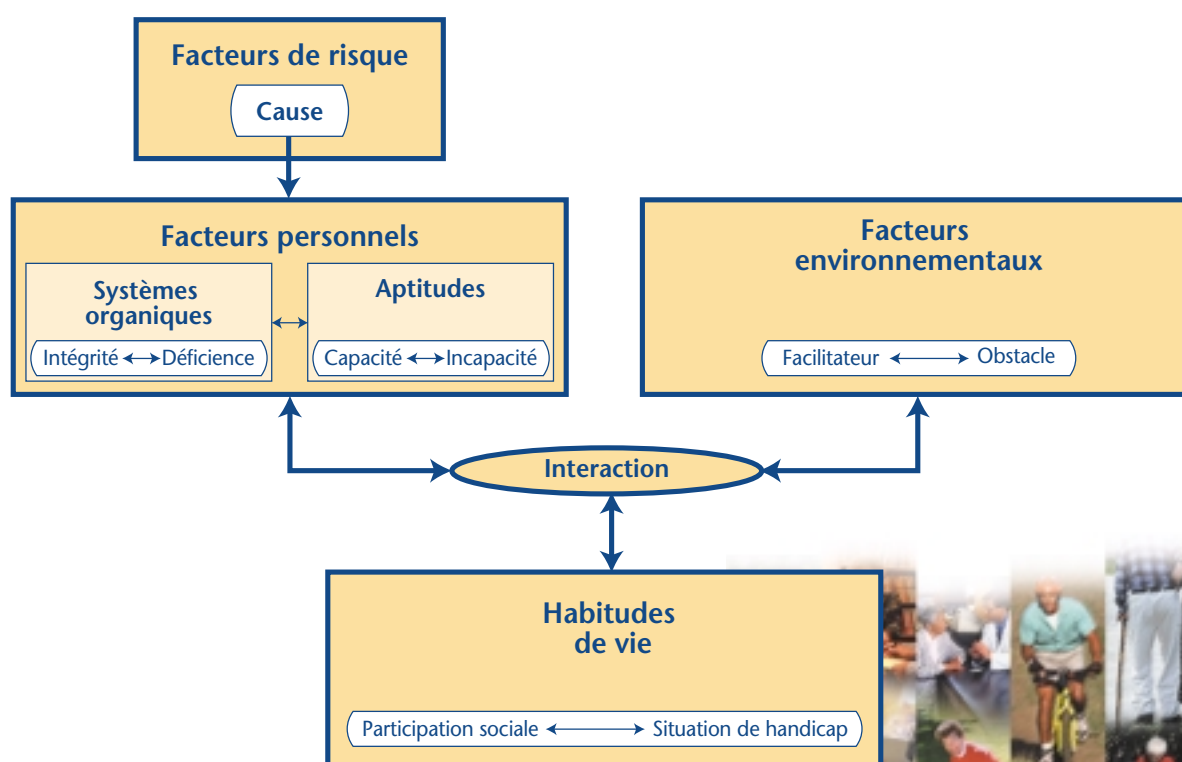 Facteurs de risque
Cause
Facteurs personnels
Systèmes
organiques
Intégrité Déficience
Aptitudes
Capacité Incapacité
Facteurs
environnementaux
Facilitateur Obstacle
Interaction
Habitudes
de vie
Participation sociale Situation de handicap